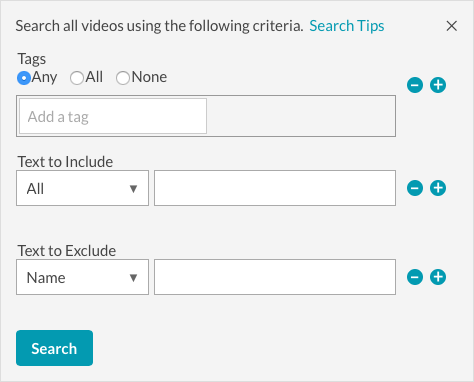 Search all videos using the following criteria. Search Tips
Tags
Any All None
Add a tag
Text to Include
All
Text to Exclude
Name
Search